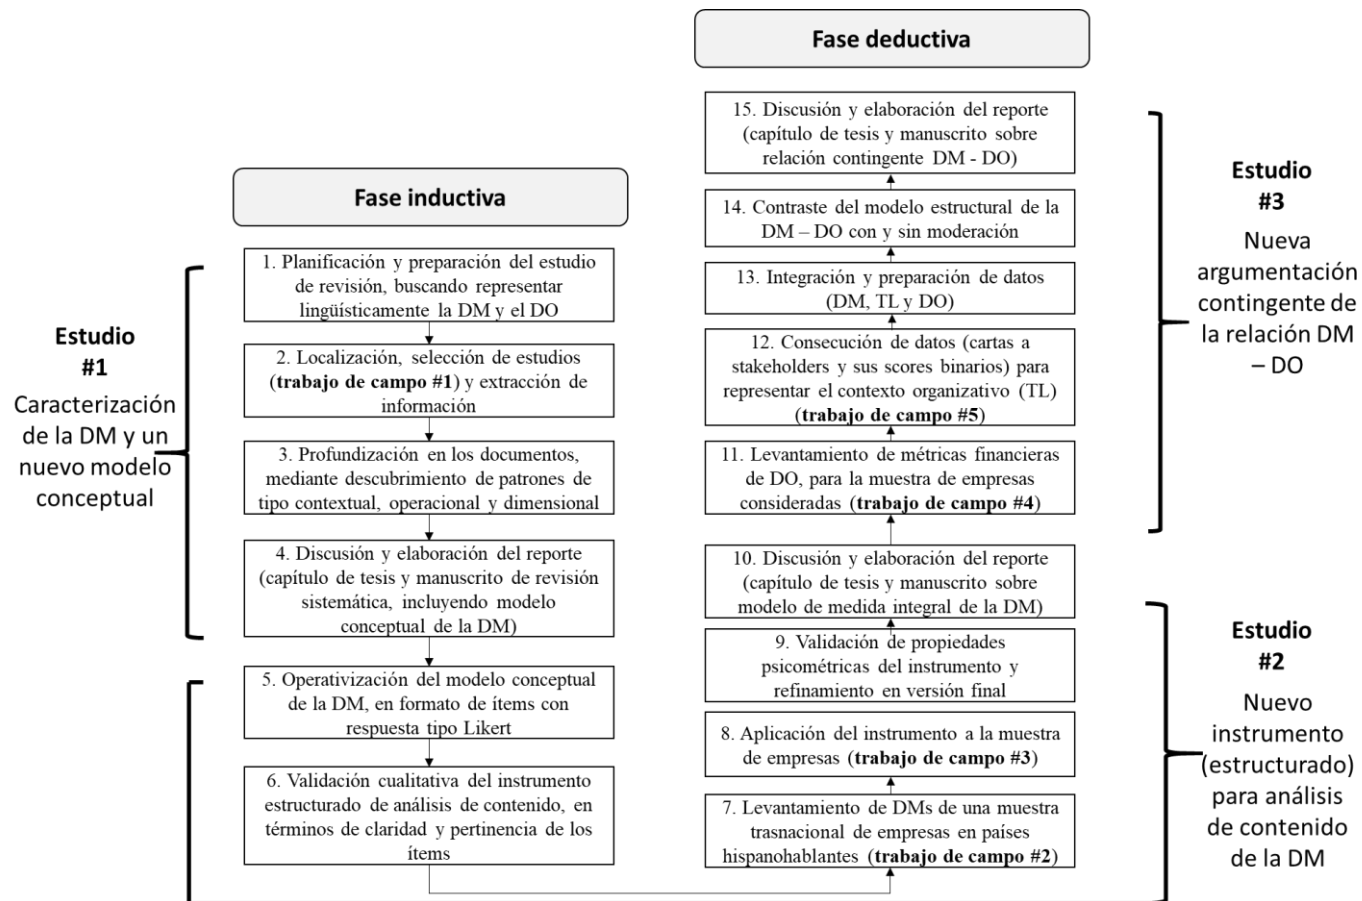 Fase deductiva
15. Discusión y elaboración del reporte
(capítulo de tesis y manuscrito sobre
relación contingente DM - DO)
Estudio
#3
Nueva
argumentación
contingente de
la relación DM
– DO
Fase inductiva
14. Contraste del modelo estructural de la
DM – DO con y sin moderación
1. Planificación y preparación del estudio
de revisión, buscando representar
lingüísticamente la DM y el DO
13. Integración y preparación de datos
(DM, TL y DO)
Estudio
#1
Caracterización
de la DM y un
nuevo modelo
conceptual
2. Localización, selección de estudios
(trabajo de campo #1) y extracción de
información
12. Consecución de datos (cartas a
stakeholders y sus scores binarios) para
representar el contexto organizativo (TL)
(trabajo de campo #5)
3. Profundización en los documentos,
mediante descubrimiento de patrones de
tipo contextual, operacional y dimensional
11. Levantamiento de métricas financieras
de DO, para la muestra de empresas
consideradas (trabajo de campo #4)
4. Discusión y elaboración del reporte
(capítulo de tesis y manuscrito de revisión
sistemática, incluyendo modelo
conceptual de la DM)
10. Discusión y elaboración del reporte
(capítulo de tesis y manuscrito sobre
modelo de medida integral de la DM)
Estudio
#2
Nuevo
instrumento
(estructurado)
para análisis
de contenido
de la DM
5. Operativización del modelo conceptual
de la DM, en formato de ítems con
respuesta tipo Likert
9. Validación de propiedades
psicométricas del instrumento y
refinamiento en versión final
8. Aplicación del instrumento a la muestra
de empresas (trabajo de campo #3)
6. Validación cualitativa del instrumento
estructurado de análisis de contenido, en
términos de claridad y pertinencia de los
ítems
7. Levantamiento de DMs de una muestra
trasnacional de empresas en países
hispanohablantes (trabajo de campo #2)